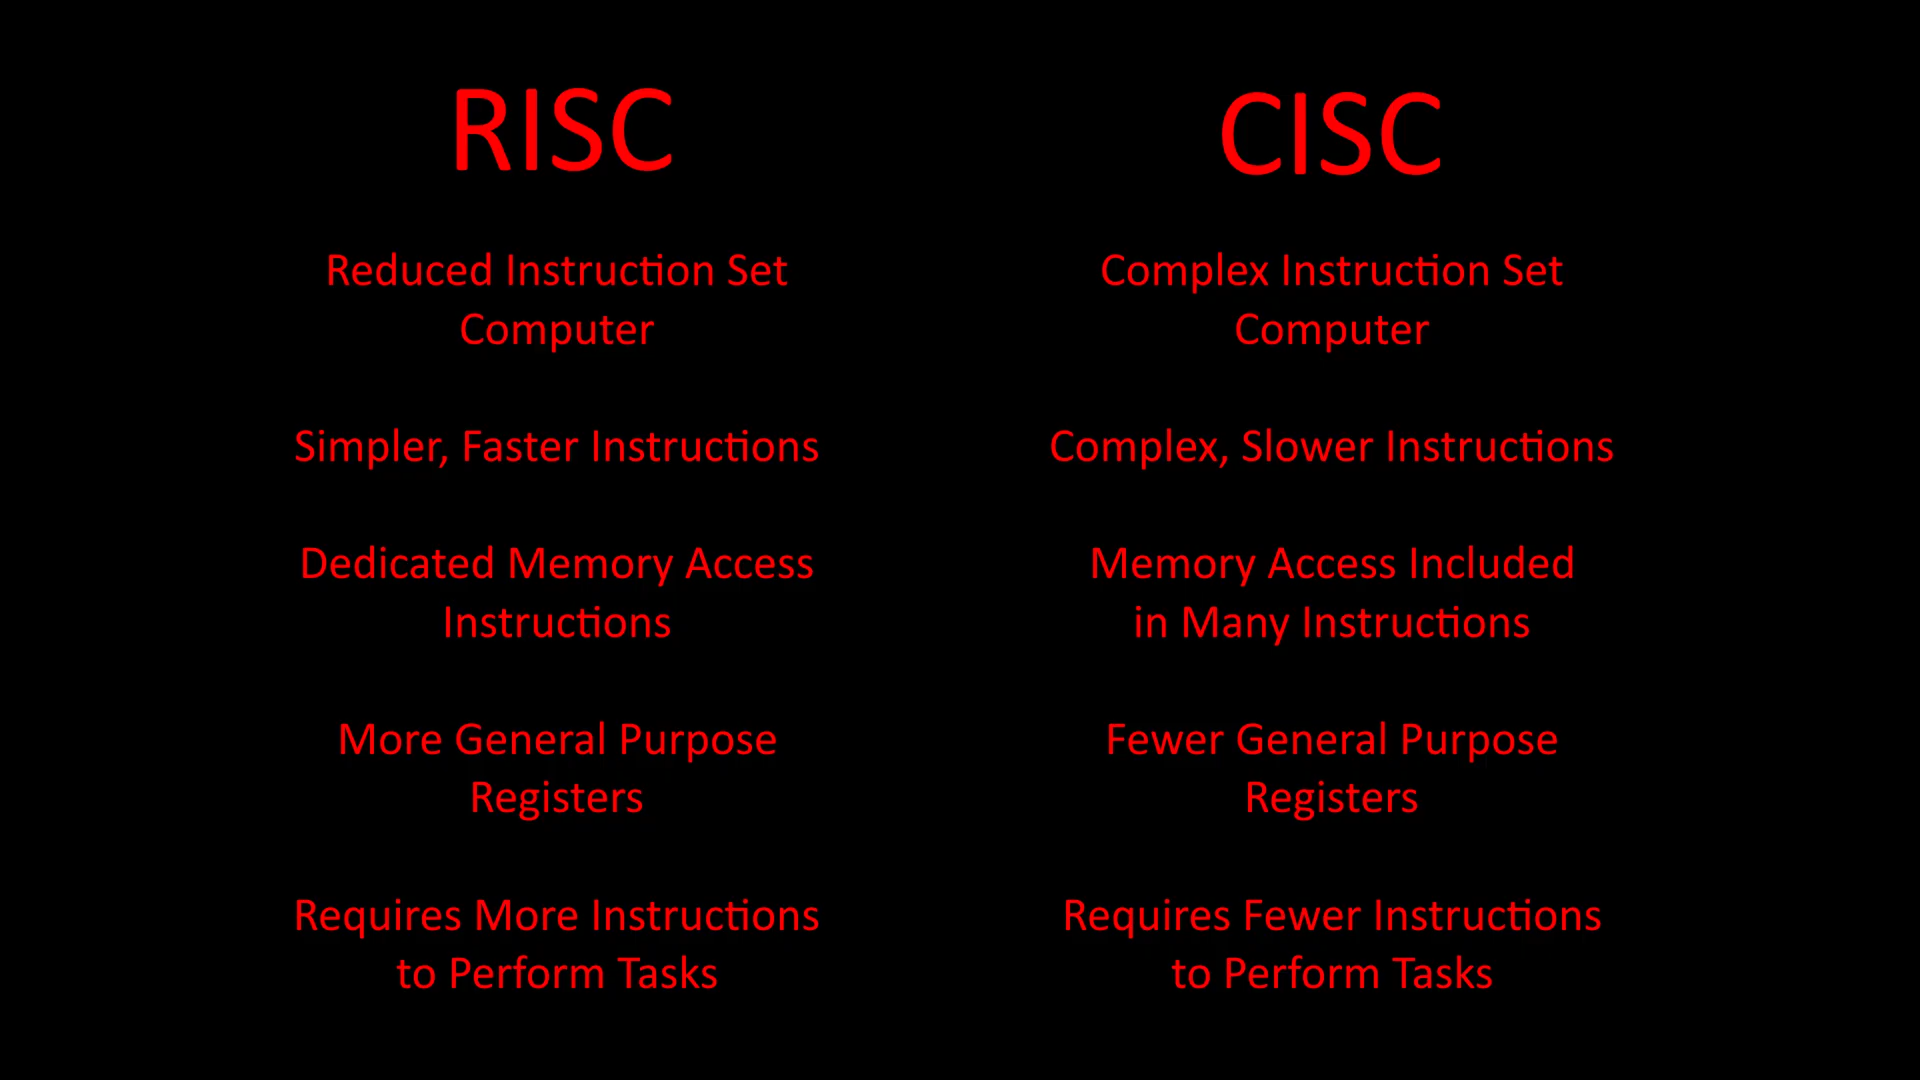 RISC
Reduced Instruction Set
Computer
Simpler, Faster Instructions
Dedicated Memory Access
Instructions
More General Purpose
Registers
Requires More Instructions
to Perform Tasks
CISC
Complex Instruction Set
Computer
Complex, Slower Instructions
Memory Access Included
in Many Instructions
Fewer General Purpose
Registers
Requires Fewer Instructions
to Perform Tasks